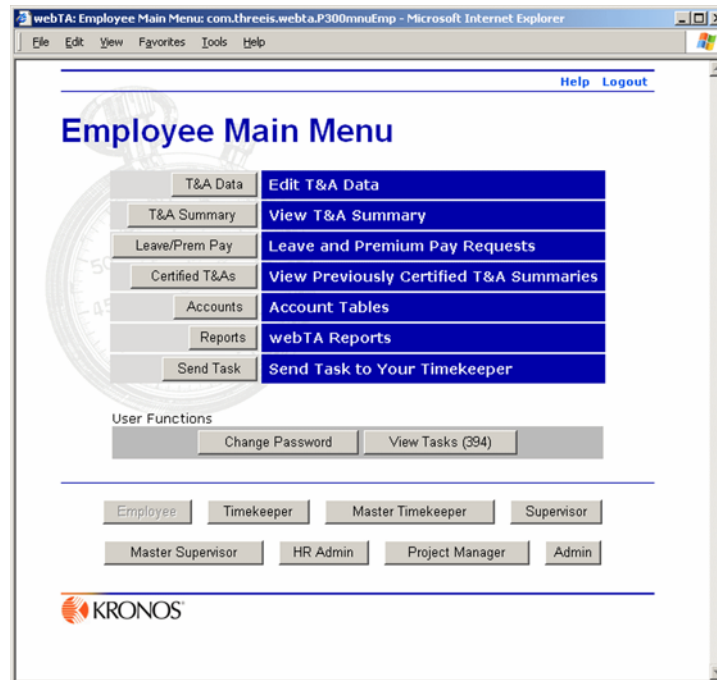 webTA: Employee Main Menu: com.threeis.webta.P300mnuEmp - Microsoft Internet Explorer
File Edit View Favorites Tools Help
Help Logout
Employee Main Menu
T&A Data Edit T&A Data
T&A Summary View T&A Summary
Leave/Prem Pay Leave and Premium Pay Requests
Certified T&As View Previously Certified T&A Summaries
Accounts Account Tables
Reports webTA Reports
Send Task Send Task to Your Timekeeper
User Functions
Change Password View Tasks (394)
Employee Timekeeper Master Timekeeper Supervisor
Master Supervisor HR Admin Project Manager Admin
KRONOS